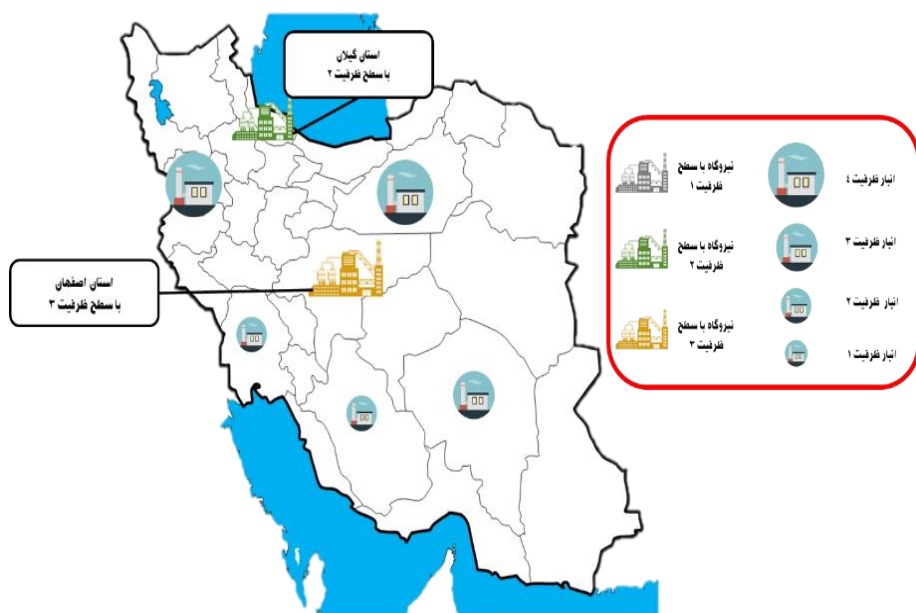 استان گیلان
با سطح ظرفیت ۲
استان اصفهان
با سطح ظرفیت ۳
انبار ظرفیت ٤
نیروگاه با سطح
ظرفیت ۱
انبار ظرفیت ۳
نیروگاه با سطح
ظرفیت ۲
انبار ظرفیت ۲
نیروگاه با سطح
ظرفیت ۳
انبار ظرفیت ۱